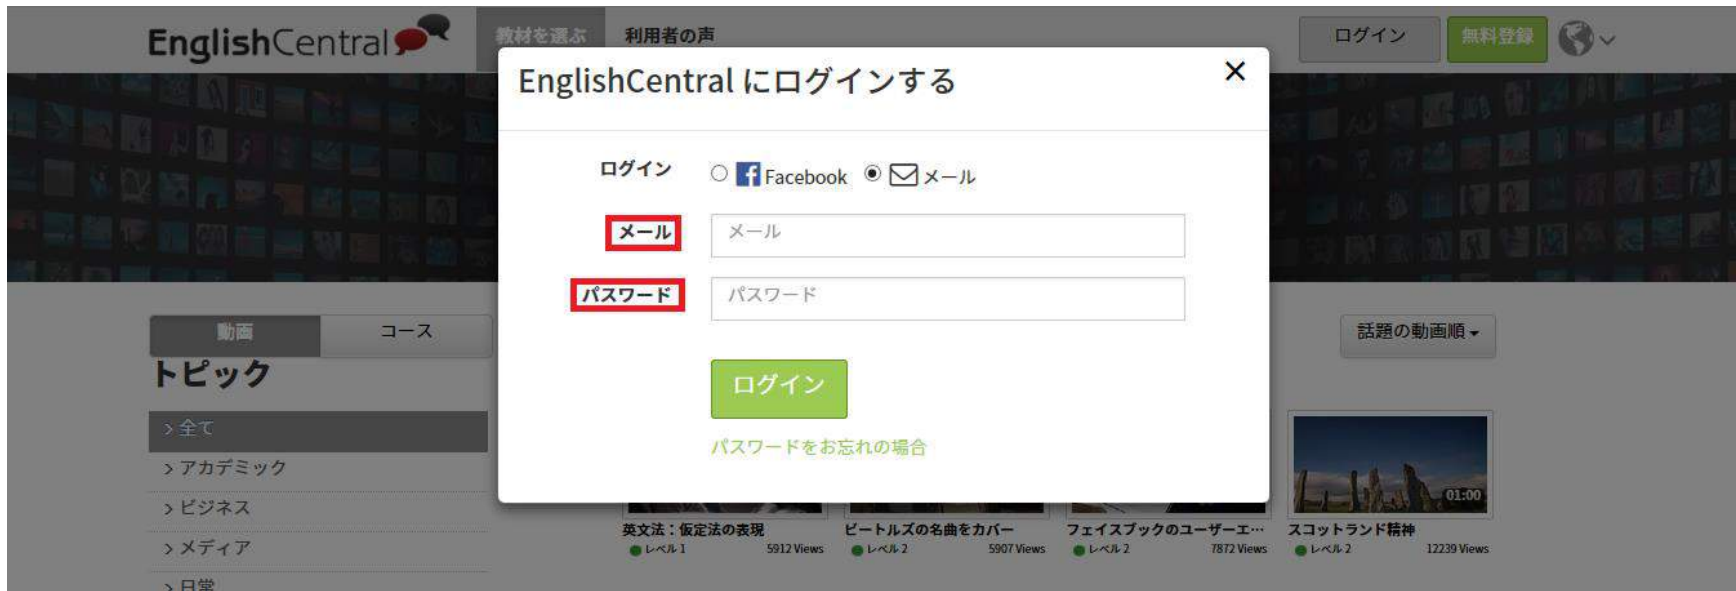 EnglishCentral
教材を選ぶ
利用者の声
ログイン
無料登録
EnglishCentral にログインする
ログイン
Facebook
メール
メール
メール
パスワード
パスワード
ログイン
パスワードをお忘れの場合
動画
コース
話題の動画順
トピック
> 全て
> アカデミック
> ビジネス
> メディア
> 日常
01:00
英文法：仮定法の表現
レベル 1 5912 Views
ビートルズの名曲をカバー
レベル 2 5907 Views
フェイスブックのユーザーエ…
レベル 2 7872 Views
スコットランド精神
レベル 2 12239 Views